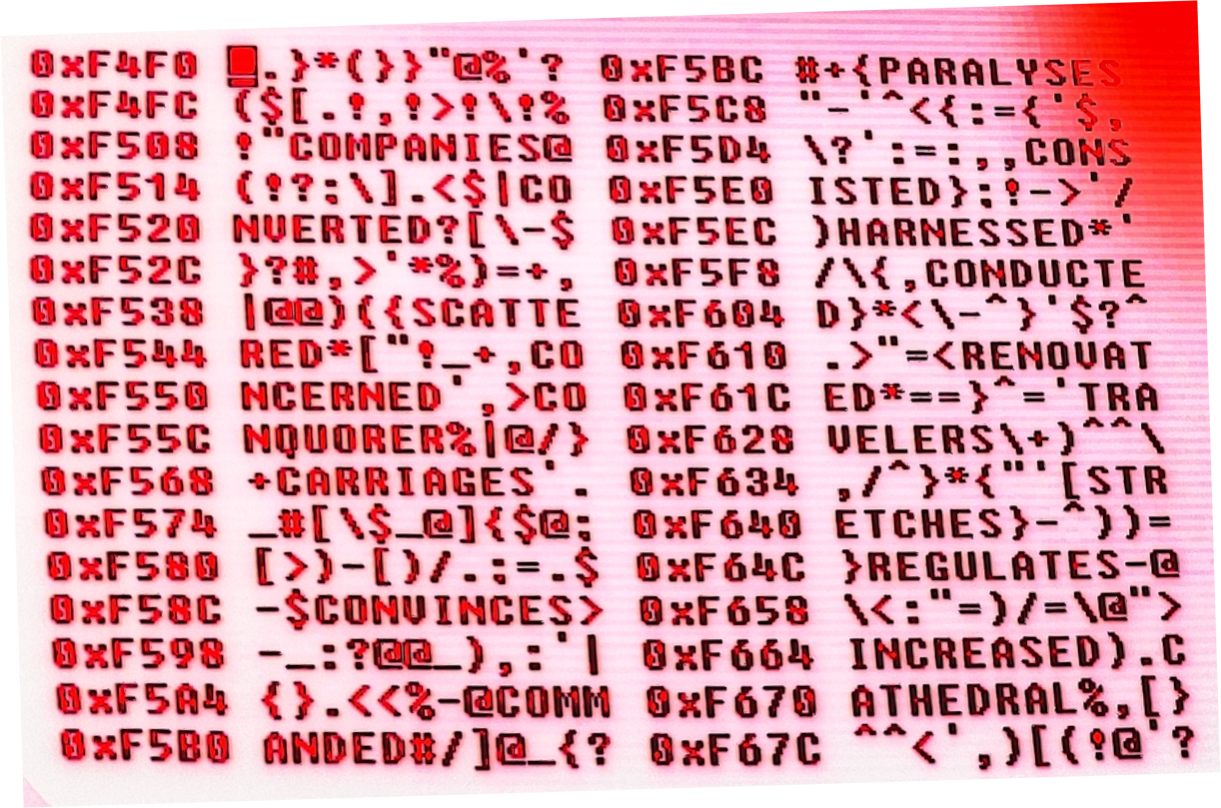 0xF4F0 █.}*(}}"@%'? 0xF5BC #+{PARALYSES
0xF4FC ($[.!,!>!\!% 0xF5C8 "-'^<{:={'$,
0xF508 !"COMPANIES@ 0xF5D4 \?':=:,,CONS
0xF514 (!?:\].<$|CO 0xF5E0 ISTED};!->'/
0xF520 NVERTED?[\-$ 0xF5EC )HARNESSED*'
0xF52C }?#,>'*%)=+, 0xF5F8 /\{,CONDUCTE
0xF538 |@@)({SCATTE 0xF604 D}*<\-^}'$?^
0xF544 RED*["!_+,CO 0xF610 .>"=<RENOVAT
0xF550 NCERNED',>CO 0xF61C ED*==}^='TRA
0xF55C NQUORER%|@/} 0xF628 VELERS\+)^^\
0xF568 +CARRIAGES'. 0xF634 ,/^}*{"'[STR
0xF574 _#[\$_@]{$@; 0xF640 ETCHES}-^))=
0xF580 [>)-[)/.:=.$ 0xF64C }REGULATES-@
0xF58C -$CONVINCES> 0xF658 \<:"=)/=\@">
0xF598 -_:?@@_),:'| 0xF664 INCREASED).C
0xF5A4 {}.<<%-@COMM 0xF670 ATHEDRAL%,[}
0xF5B0 ANDED#/]@_{? 0xF67C ^^<',)[(!@'?